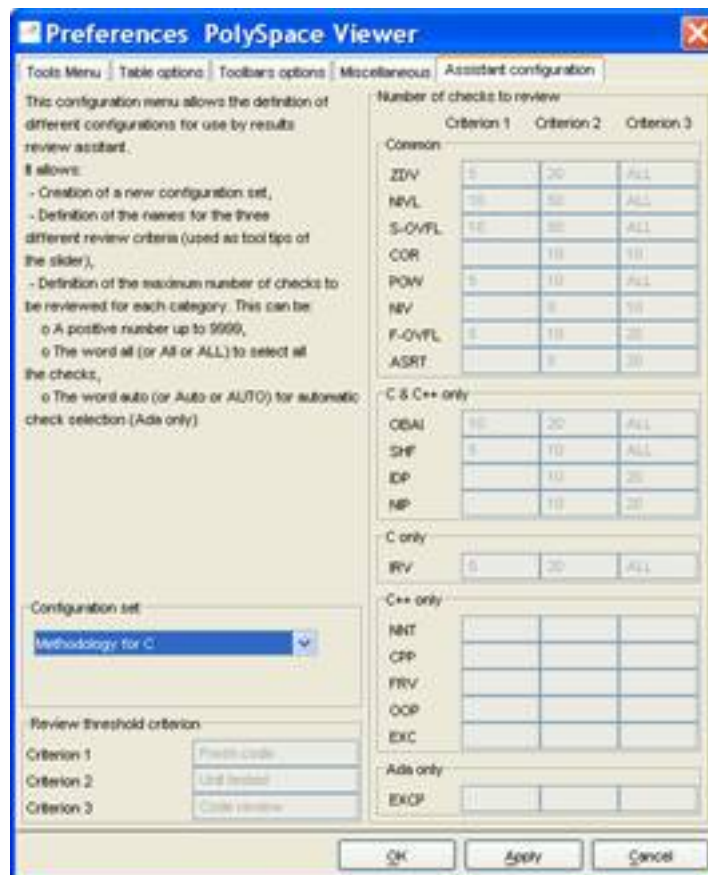 Preferences PolySpace Viewer
Tools Menu Table options Toolbars options Miscellaneous Assistant configuration
This configuration menu allows the definition of
different configurations for use by results
review assitant.
It allows:
- Creation of a new configuration set,
- Definition of the names for the three
different review criteria (used as tool tips of
the slider),
- Definition of the maximum number of checks to
be reviewed for each category. This can be:
o A positive number up to 9999,
o The word all (or All or ALL) to select all
the checks,
o The word auto (or Auto or AUTO) for automatic
check selection (Ada only)
Configuration set
Methodology for C
Review threshold criterion
Criterion 1 Fresh code
Criterion 2 Unit tested
Criterion 3 Code review
Number of checks to review
Criterion 1 Criterion 2 Criterion 3
Common
ZDV 5 20 ALL
NIVL 10 50 ALL
S-OVFL 10 50 ALL
COR 10 10
POW 5 10 ALL
NIV 10
F-OVFL 5 10 20
ASRT 20
C & C++ only
OBAI 10 20 ALL
SHF 5 10 ALL
IDP 10 20
NIP 10 20
C only
IRV 5 20 ALL
C++ only
NNT
CPP
FRV
OOP
EXC
Ada only
EXCP
OK Apply Cancel